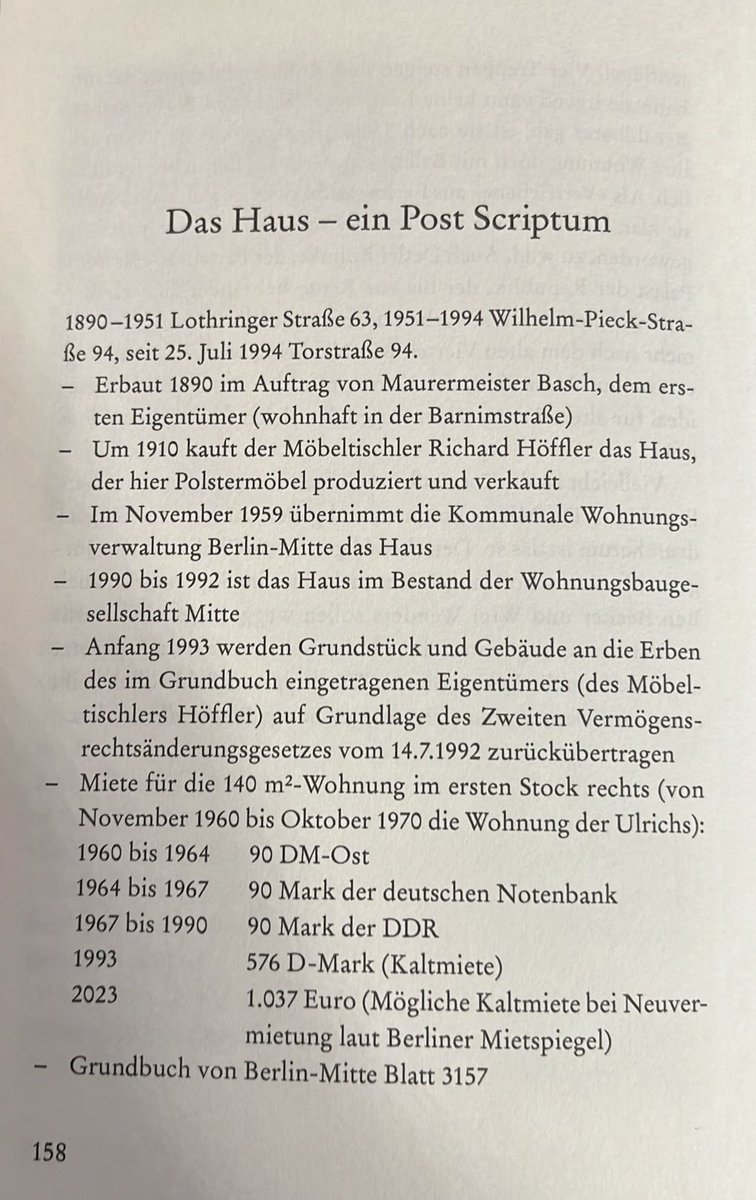 Das Haus – ein Post Scriptum
1890–1951 Lothringer Straße 63, 1951–1994 Wilhelm-Pieck-Stra-
ße 94, seit 25. Juli 1994 Torstraße 94.
– Erbaut 1890 im Auftrag von Maurermeister Basch, dem ers-
ten Eigentümer (wohnhaft in der Barnimstraße)
– Um 1910 kauft der Möbeltischler Richard Höffler das Haus,
der hier Polstermöbel produziert und verkauft
– Im November 1959 übernimmt die Kommunale Wohnungs-
verwaltung Berlin-Mitte das Haus
– 1990 bis 1992 ist das Haus im Bestand der Wohnungsbauge-
sellschaft Mitte
– Anfang 1993 werden Grundstück und Gebäude an die Erben
des im Grundbuch eingetragenen Eigentümers (des Möbel-
tischlers Höffler) auf Grundlage des Zweiten Vermögens-
rechtsänderungsgesetzes vom 14.7.1992 zurückübertragen
– Miete für die 140 m²-Wohnung im ersten Stock rechts (von
November 1960 bis Oktober 1970 die Wohnung der Ulrichs):
1960 bis 1964 90 DM-Ost
1964 bis 1967 90 Mark der deutschen Notenbank
1967 bis 1990 90 Mark der DDR
1993 576 D-Mark (Kaltmiete)
2023 1.037 Euro (Mögliche Kaltmiete bei Neuver-
mietung laut Berliner Mietspiegel)
– Grundbuch von Berlin-Mitte Blatt 3157
158